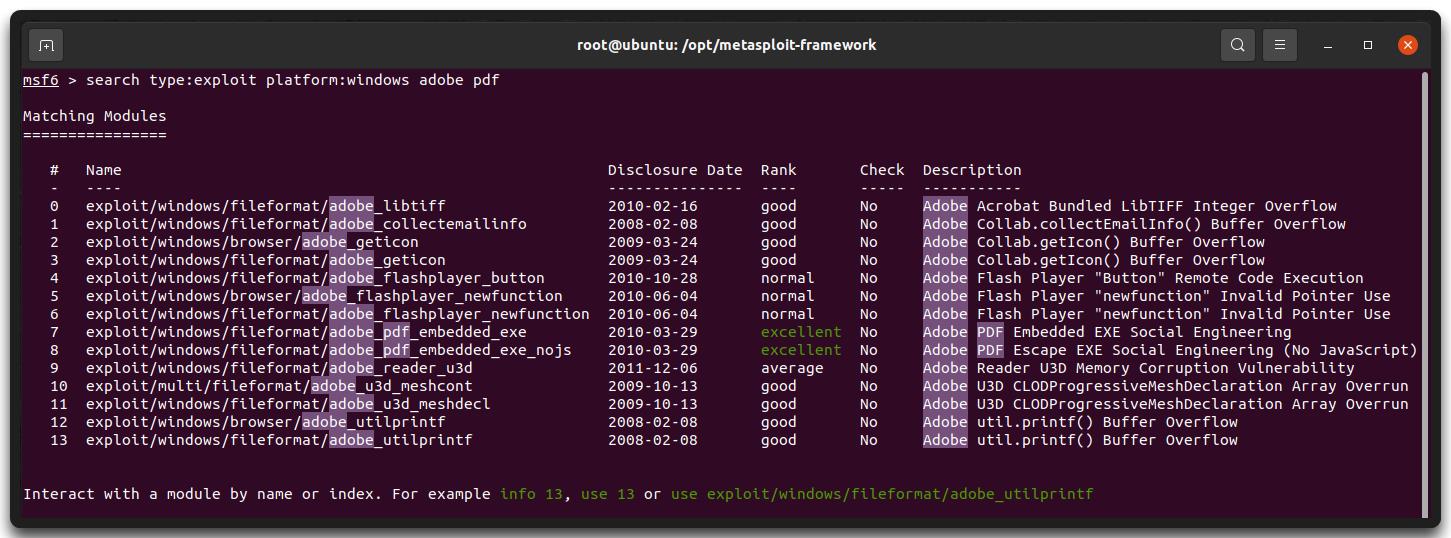 root@ubuntu: /opt/metasploit-framework
msf6 > search type:exploit platform:windows adobe pdf
Matching Modules
================
#   Name                                                      Disclosure Date  Rank       Check  Description
-   ----                                                      ---------------  ----       -----  -----------
0   exploit/windows/fileformat/adobe_libtiff                  2010-02-16       good       No     Adobe Acrobat Bundled LibTIFF Integer Overflow
1   exploit/windows/fileformat/adobe_collectemailinfo         2008-02-08       good       No     Adobe Collab.collectEmailInfo() Buffer Overflow
2   exploit/windows/browser/adobe_geticon                     2009-03-24       good       No     Adobe Collab.getIcon() Buffer Overflow
3   exploit/windows/fileformat/adobe_geticon                  2009-03-24       good       No     Adobe Collab.getIcon() Buffer Overflow
4   exploit/windows/fileformat/adobe_flashplayer_button       2010-10-28       normal     No     Adobe Flash Player "Button" Remote Code Execution
5   exploit/windows/browser/adobe_flashplayer_newfunction     2010-06-04       normal     No     Adobe Flash Player "newfunction" Invalid Pointer Use
6   exploit/windows/fileformat/adobe_flashplayer_newfunction  2010-06-04       normal     No     Adobe Flash Player "newfunction" Invalid Pointer Use
7   exploit/windows/fileformat/adobe_pdf_embedded_exe         2010-03-29       excellent  No     Adobe PDF Embedded EXE Social Engineering
8   exploit/windows/fileformat/adobe_pdf_embedded_exe_nojs    2010-03-29       excellent  No     Adobe PDF Escape EXE Social Engineering (No JavaScript)
9   exploit/windows/fileformat/adobe_reader_u3d               2011-12-06       average    No     Adobe Reader U3D Memory Corruption Vulnerability
10  exploit/multi/fileformat/adobe_u3d_meshcont               2009-10-13       good       No     Adobe U3D CLODProgressiveMeshDeclaration Array Overrun
11  exploit/windows/fileformat/adobe_u3d_meshdecl             2009-10-13       good       No     Adobe U3D CLODProgressiveMeshDeclaration Array Overrun
12  exploit/windows/browser/adobe_utilprintf                  2008-02-08       good       No     Adobe util.printf() Buffer Overflow
13  exploit/windows/fileformat/adobe_utilprintf               2008-02-08       good       No     Adobe util.printf() Buffer Overflow
Interact with a module by name or index. For example info 13, use 13 or use exploit/windows/fileformat/adobe_utilprintf